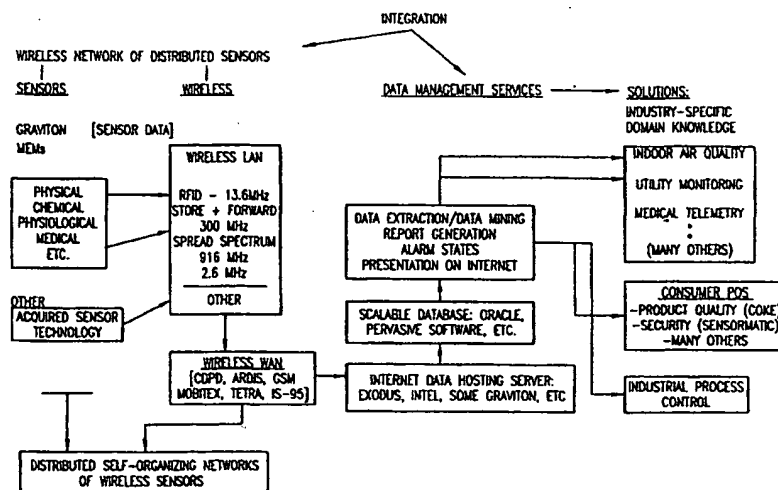 INTEGRATION
WIRELESS NETWORK OF DISTRIBUTED SENSORS
SENSORS
WIRELESS
DATA MANAGEMENT SERVICES
SOLUTIONS:
INDUSTRY-SPECIFIC
DOMAIN KNOWLEDGE
GRAVITON
MEMs
[SENSOR DATA]
PHYSICAL
CHEMICAL
PHYSIOLOGICAL
MEDICAL
ETC.
OTHER
ACQUIRED SENSOR
TECHNOLOGY
WIRELESS LAN
RFID - 13.6MHz
STORE + FORWARD
300 MHz
SPREAD SPECTRUM
916 MHz
2.6 MHz
OTHER
WIRELESS WAN
[CDPD, ARDIS, GSM
MOBITEX, TETRA, IS-95]
DISTRIBUTED SELF-ORGANIZING NETWORKS
OF WIRELESS SENSORS
DATA EXTRACTION/DATA MINING
REPORT GENERATION
ALARM STATES
PRESENTATION ON INTERNET
SCALABLE DATABASE: ORACLE,
PERVASIVE SOFTWARE, ETC.
INTERNET DATA HOSTING SERVER:
EXODUS, INTEL, SOME GRAVITON, ETC
INDOOR AIR QUALITY
UTILITY MONITORING
MEDICAL TELEMETRY
(MANY OTHERS)
CONSUMER POS
-PRODUCT QUALITY (COKE)
-SECURITY (SENSORMATIC)
-MANY OTHERS
INDUSTRIAL PROCESS
CONTROL